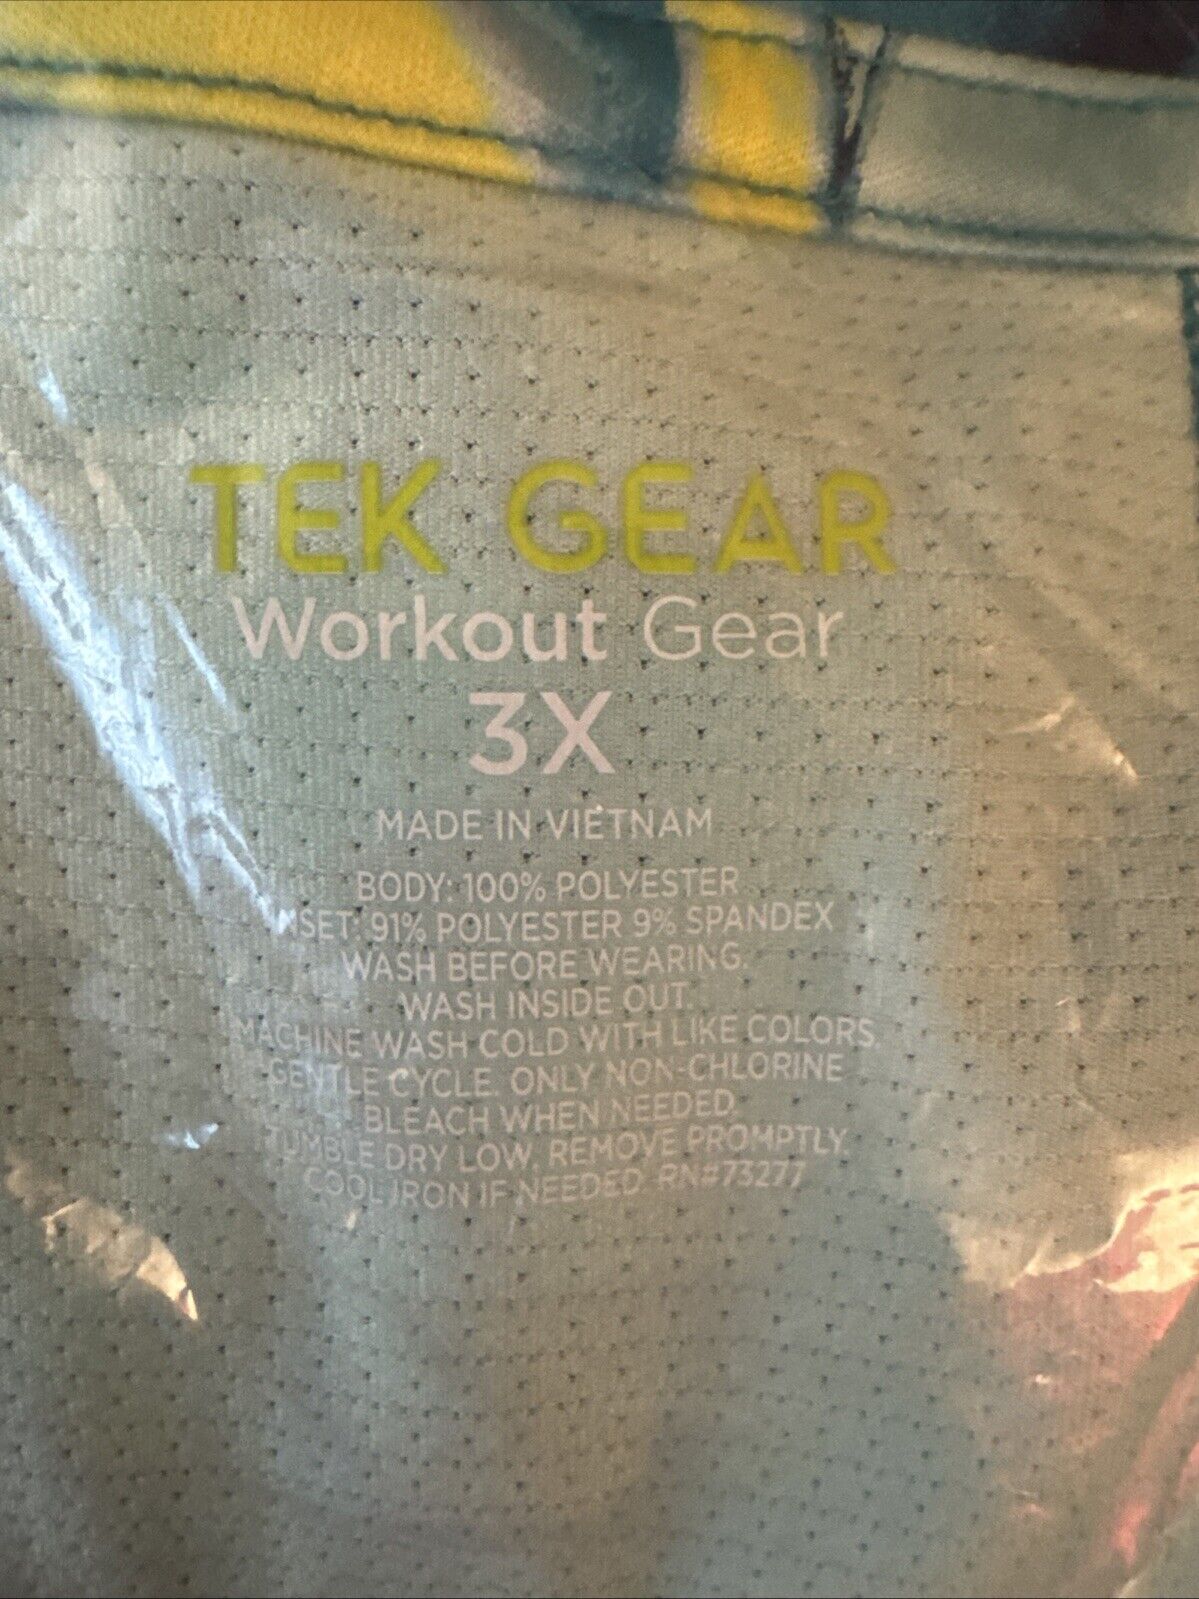 TEK GEAR
Workout Gear
3X
MADE IN VIETNAM
BODY: 100% POLYESTER
INSET: 91% POLYESTER 9% SPANDEX
WASH BEFORE WEARING.
WASH INSIDE OUT.
MACHINE WASH COLD WITH LIKE COLORS.
GENTLE CYCLE. ONLY NON-CHLORINE
BLEACH WHEN NEEDED.
TUMBLE DRY LOW. REMOVE PROMPTLY.
COOL IRON IF NEEDED RN#73277